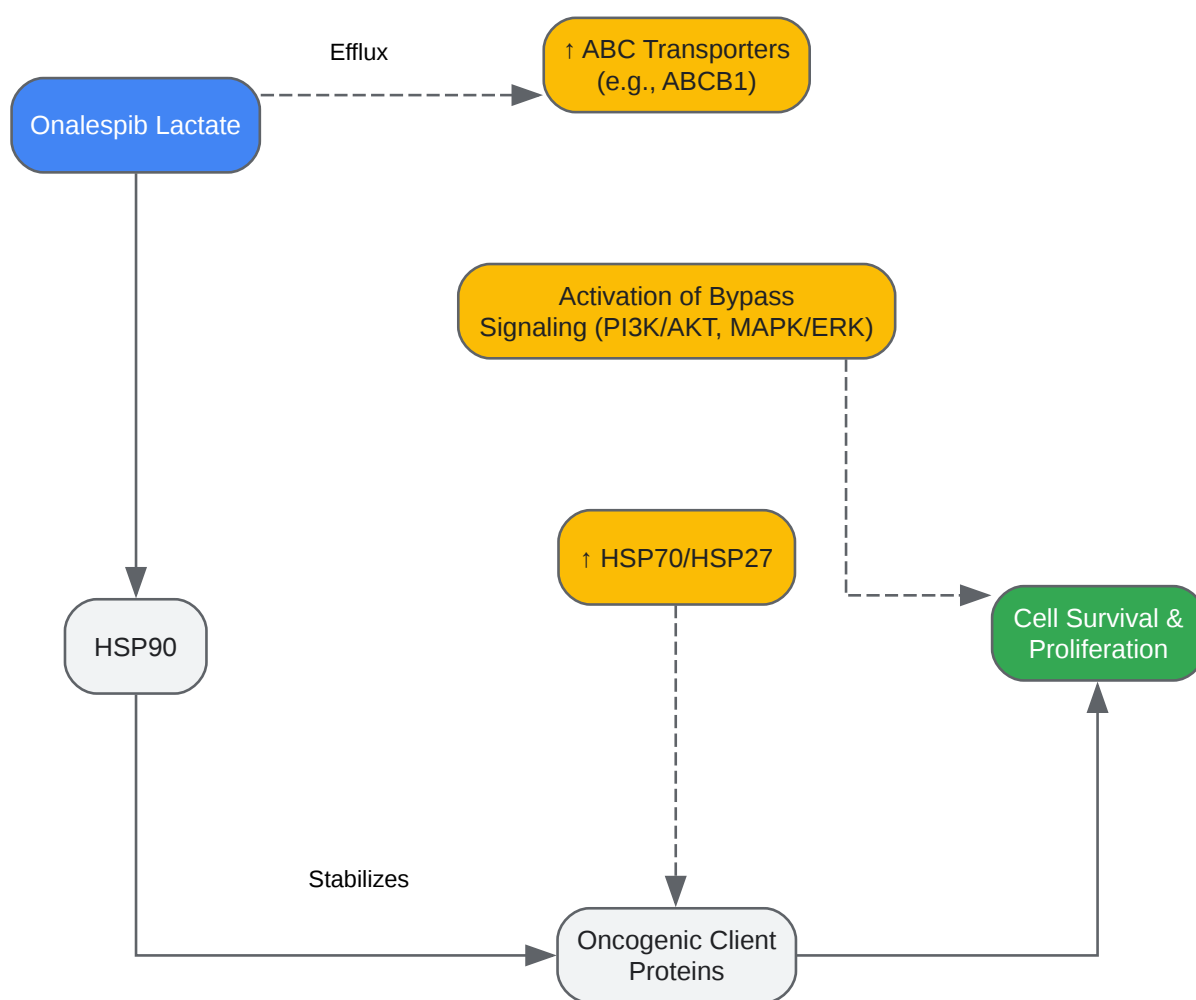 Efflux
↑ ABC Transporters
(e.g., ABCB1)
Onalespib Lactate
Activation of Bypass
Signaling (PI3K/AKT, MAPK/ERK)
↑ HSP70/HSP27
HSP90
Cell Survival &
Proliferation
Stabilizes
Oncogenic Client
Proteins